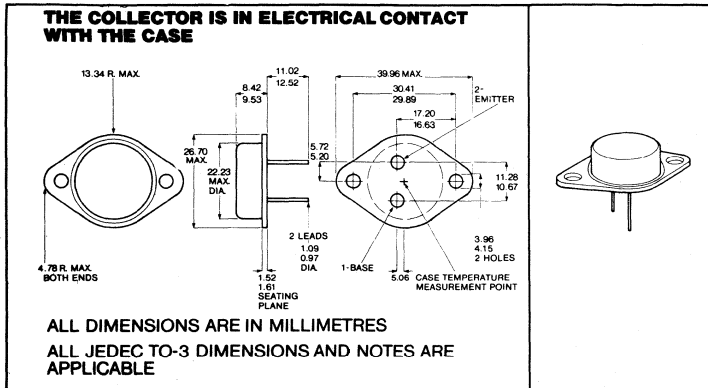 THE COLLECTOR IS IN ELECTRICAL CONTACT
WITH THE CASE
13.34 R. MAX.
8.42
9.53
11.02
12.52
39.96 MAX.
30.41
29.89
2-
EMITTER
17.20
16.63
26.70
MAX.
22.23
MAX.
DIA.
5.72
5.20
11.28
10.67
2 LEADS
1.09
0.97
DIA.
3.96
4.15
2 HOLES
4.78 R. MAX.
BOTH ENDS
1.52
1.61
SEATING
PLANE
1-BASE
5.06
CASE TEMPERATURE
MEASUREMENT POINT
ALL DIMENSIONS ARE IN MILLIMETRES
ALL JEDEC TO-3 DIMENSIONS AND NOTES ARE
APPLICABLE